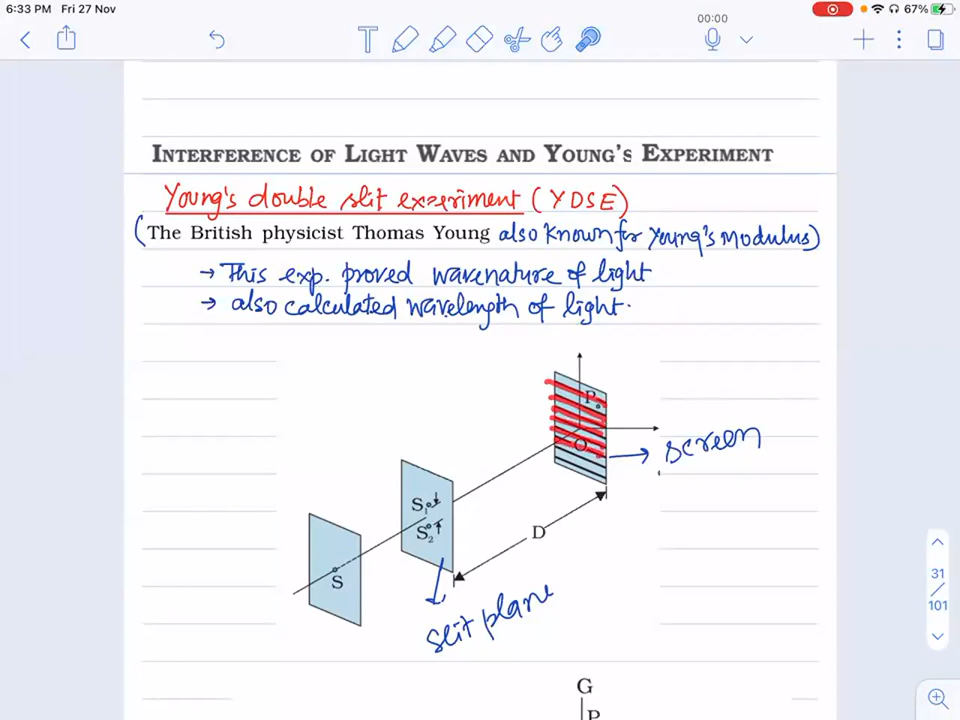 6:33 PM Fri 27 Nov
67%
00:00
INTERFERENCE OF LIGHT WAVES AND YOUNG'S EXPERIMENT
Young's double slit experiment (YDSE)
(The British physicist Thomas Young also known for Young's Modulus)
→ This exp. proved wavenature of light
→ also calculated wavelength of light.
P
O
→ screen
S1
S2
D
S
slit plane
31
/
101
G
P